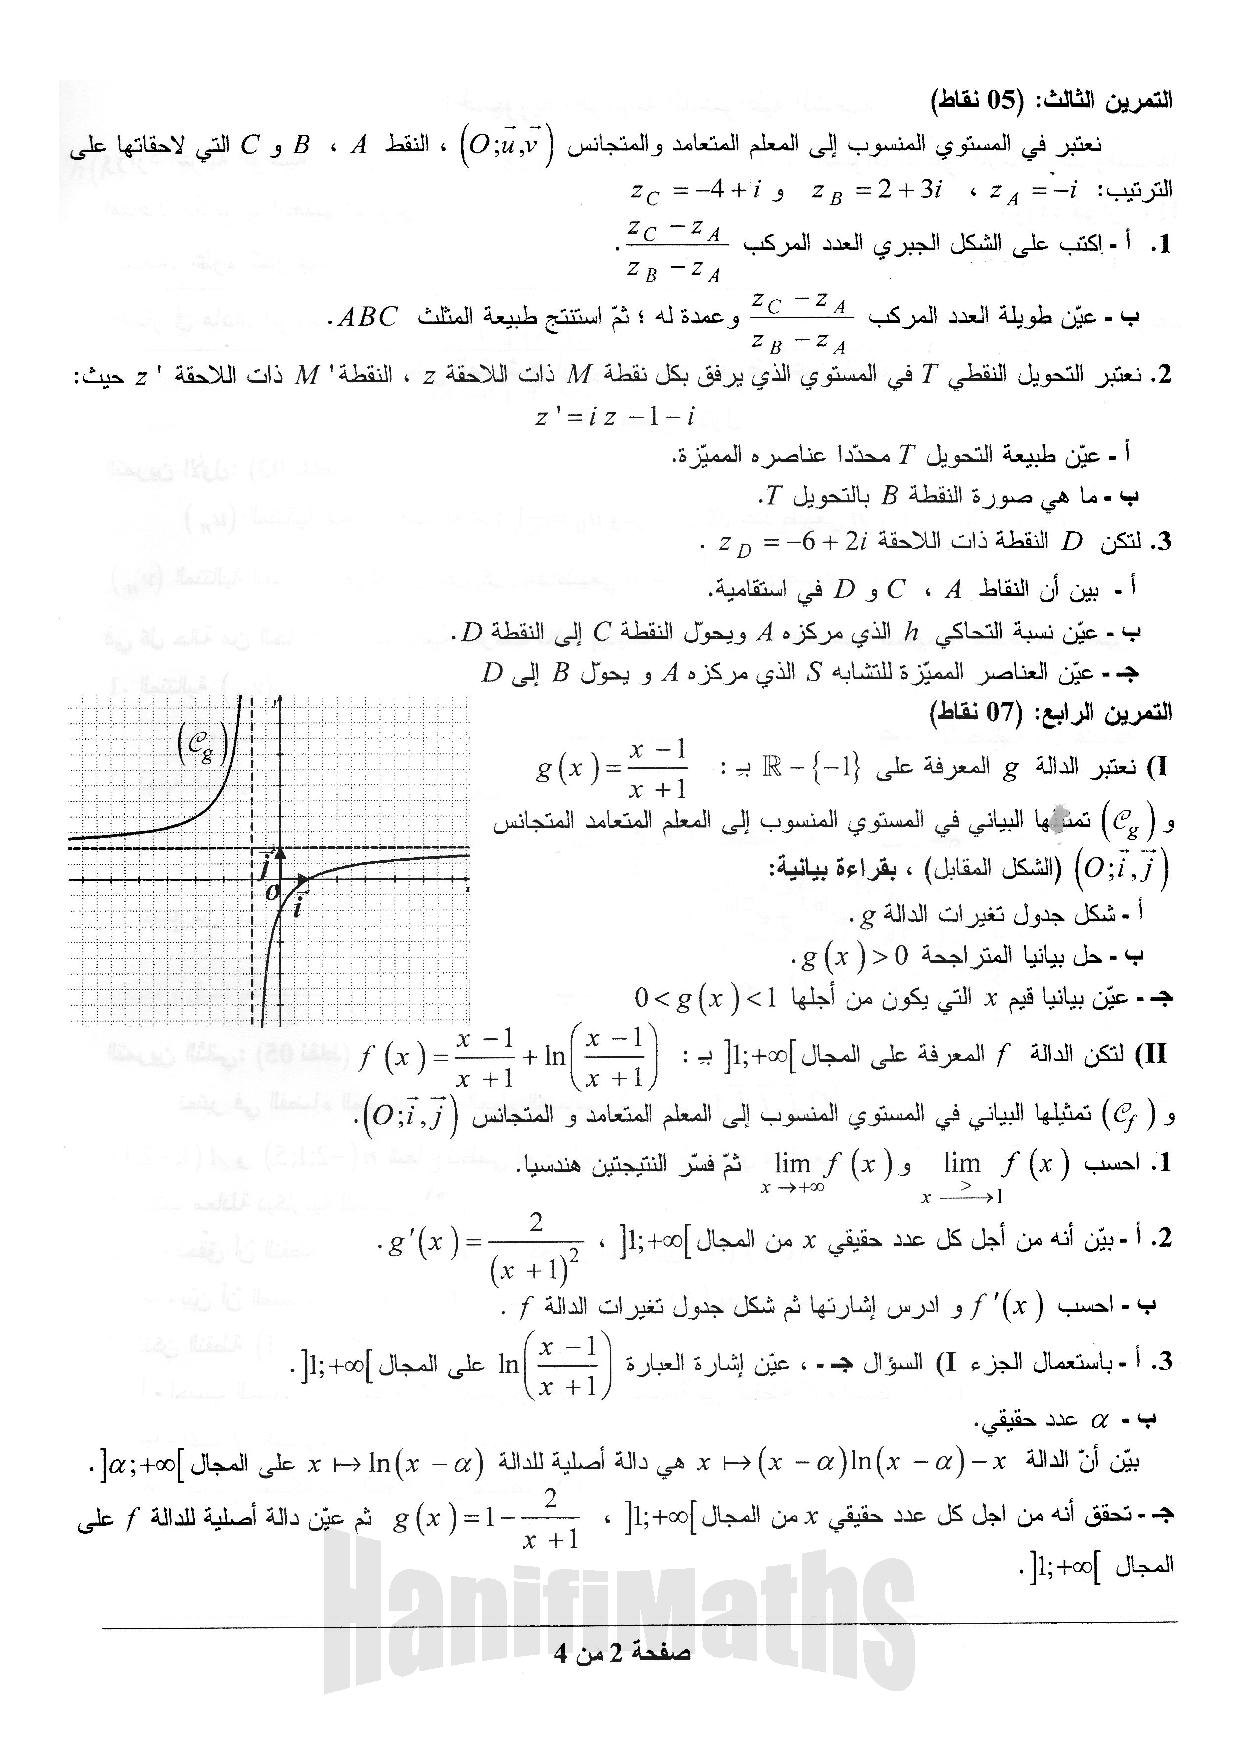 التمرين الثالث: (05 نقاط)
نعتبر في المستوي المنسوب إلى المعلم المتعامد والمتجانس (O; u⃗, v⃗) ، النقط A ، B و C التي لاحقاتها على
الترتيب: z_A = -i ، z_B = 2 + 3i و z_C = -4 + i
1. أ - اكتب على الشكل الجبري العدد المركب (z_C - z_A)/(z_B - z_A) .
ب - عيّن طويلة العدد المركب (z_C - z_A)/(z_B - z_A) وعمدة له ؛ ثمّ استنتج طبيعة المثلث ABC.
2. نعتبر التحويل النقطي T في المستوي الذي يرفق بكل نقطة M ذات اللاحقة z ، النقطة M' ذات اللاحقة z' حيث:
z' = iz - 1 - i
أ - عيّن طبيعة التحويل T محدّدا عناصره المميّزة.
ب - ما هي صورة النقطة B بالتحويل T.
3. لتكن D النقطة ذات اللاحقة z_D = -6 + 2i .
أ - بين أن النقاط A ، C و D في استقامية.
ب - عيّن نسبة التحاكي h الذي مركزه A ويحوّل النقطة C إلى النقطة D.
جـ - عيّن العناصر المميّزة للتشابه S الذي مركزه A و يحوّل B إلى D
التمرين الرابع: (07 نقاط)
I) نعتبر الدالة g المعرفة على ℝ - {-1} بـ : g(x) = (x - 1)/(x + 1)
و (C_g) تمثيلها البياني في المستوي المنسوب إلى المعلم المتعامد المتجانس
(O; i⃗, j⃗) (الشكل المقابل) ، بقراءة بيانية:
أ - شكل جدول تغيرات الدالة g .
ب - حل بيانيا المتراجحة g(x) > 0 .
جـ - عيّن بيانيا قيم x التي يكون من أجلها 0 < g(x) < 1
(C_g)
j⃗
O
i⃗
II) لتكن الدالة f المعرفة على المجال ]1; +∞[ بـ : f(x) = (x - 1)/(x + 1) + ln((x - 1)/(x + 1))
و (C_f) تمثيلها البياني في المستوي المنسوب إلى المعلم المتعامد و المتجانس (O; i⃗, j⃗).
1. احسب lim_{x →^{>} 1} f(x) و lim_{x → +∞} f(x) ثمّ فسّر النتيجتين هندسيا.
2. أ - بيّن أنه من أجل كل عدد حقيقي x من المجال ]1; +∞[ ، g'(x) = 2/(x + 1)² .
ب - احسب f'(x) و ادرس إشارتها ثم شكل جدول تغيرات الدالة f .
3. أ - باستعمال الجزء I) السؤال جـ - ، عيّن إشارة العبارة ln((x - 1)/(x + 1)) على المجال ]1; +∞[ .
ب - α عدد حقيقي.
بيّن أنّ الدالة x ↦ (x - α)ln(x - α) - x هي دالة أصلية للدالة x ↦ ln(x - α) على المجال ]α; +∞[ .
جـ - تحقق أنه من اجل كل عدد حقيقي x من المجال ]1; +∞[ ، g(x) = 1 - 2/(x + 1) ثم عيّن دالة أصلية للدالة f على
المجال ]1; +∞[ .
HanifiMaths
صفحة 2 من 4